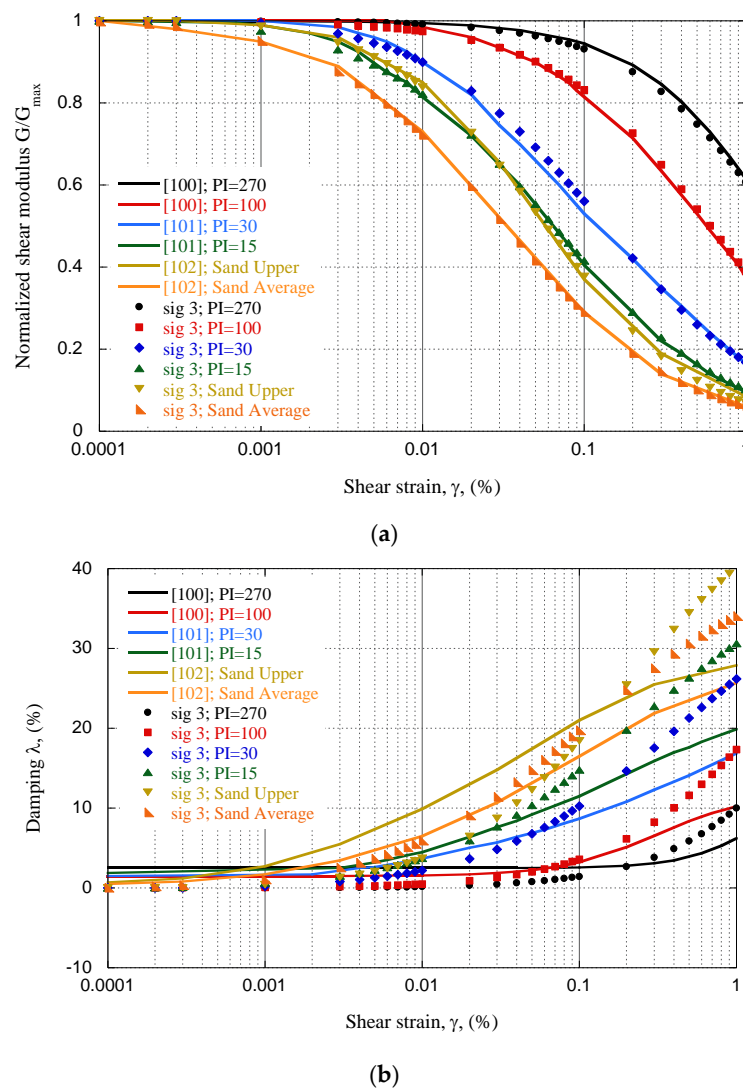 1
0.8
0.6
0.4
0.2
0
Normalized shear modulus G/Gmax
[100]; PI=270
[100]; PI=100
[101]; PI=30
[101]; PI=15
[102]; Sand Upper
[102]; Sand Average
sig 3; PI=270
sig 3; PI=100
sig 3; PI=30
sig 3; PI=15
sig 3; Sand Upper
sig 3; Sand Average
0.0001 0.001 0.01 0.1 1
Shear strain, γ, (%)
(a)
40
30
20
10
0
-10
Damping λ, (%)
[100]; PI=270
[100]; PI=100
[101]; PI=30
[101]; PI=15
[102]; Sand Upper
[102]; Sand Average
sig 3; PI=270
sig 3; PI=100
sig 3; PI=30
sig 3; PI=15
sig 3; Sand Upper
sig 3; Sand Average
0.0001 0.001 0.01 0.1 1
Shear strain, γ, (%)
(b)